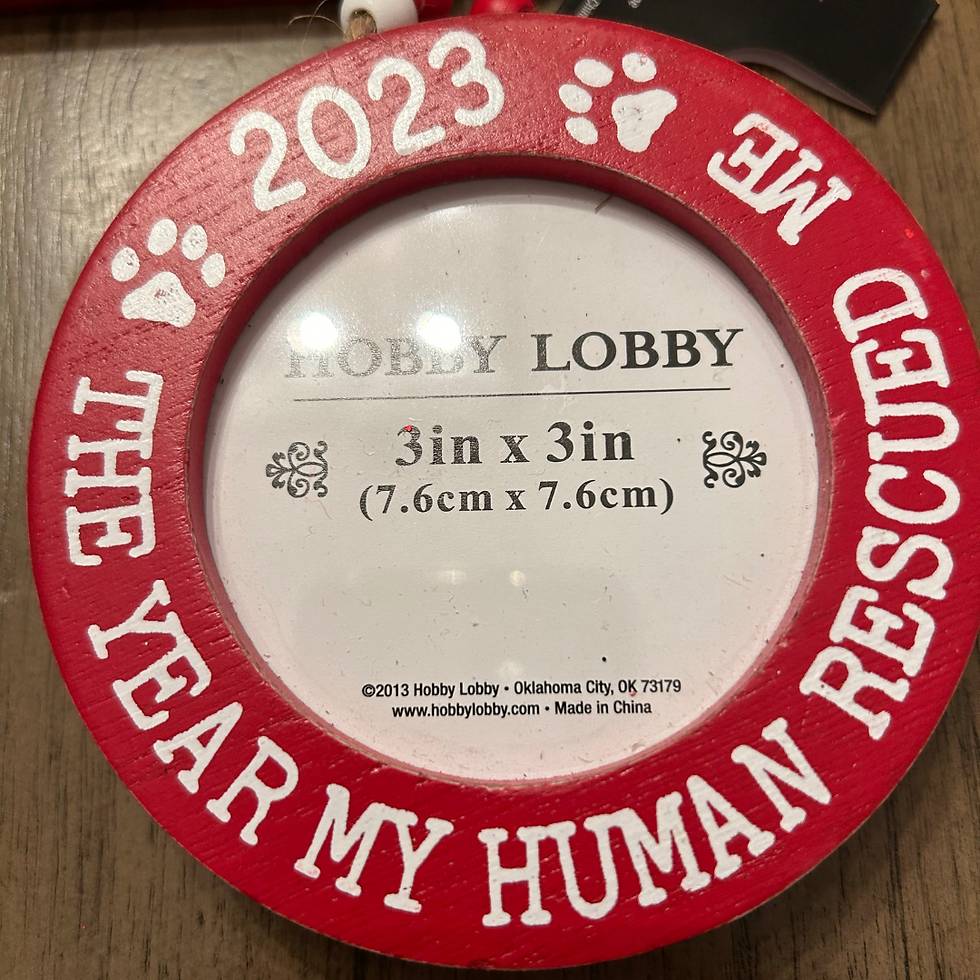 2023
THE YEAR MY HUMAN RESCUED ME
HOBBY LOBBY
3in x 3in
(7.6cm x 7.6cm)
©2013 Hobby Lobby • Oklahoma City, OK 73179
www.hobbylobby.com • Made in China